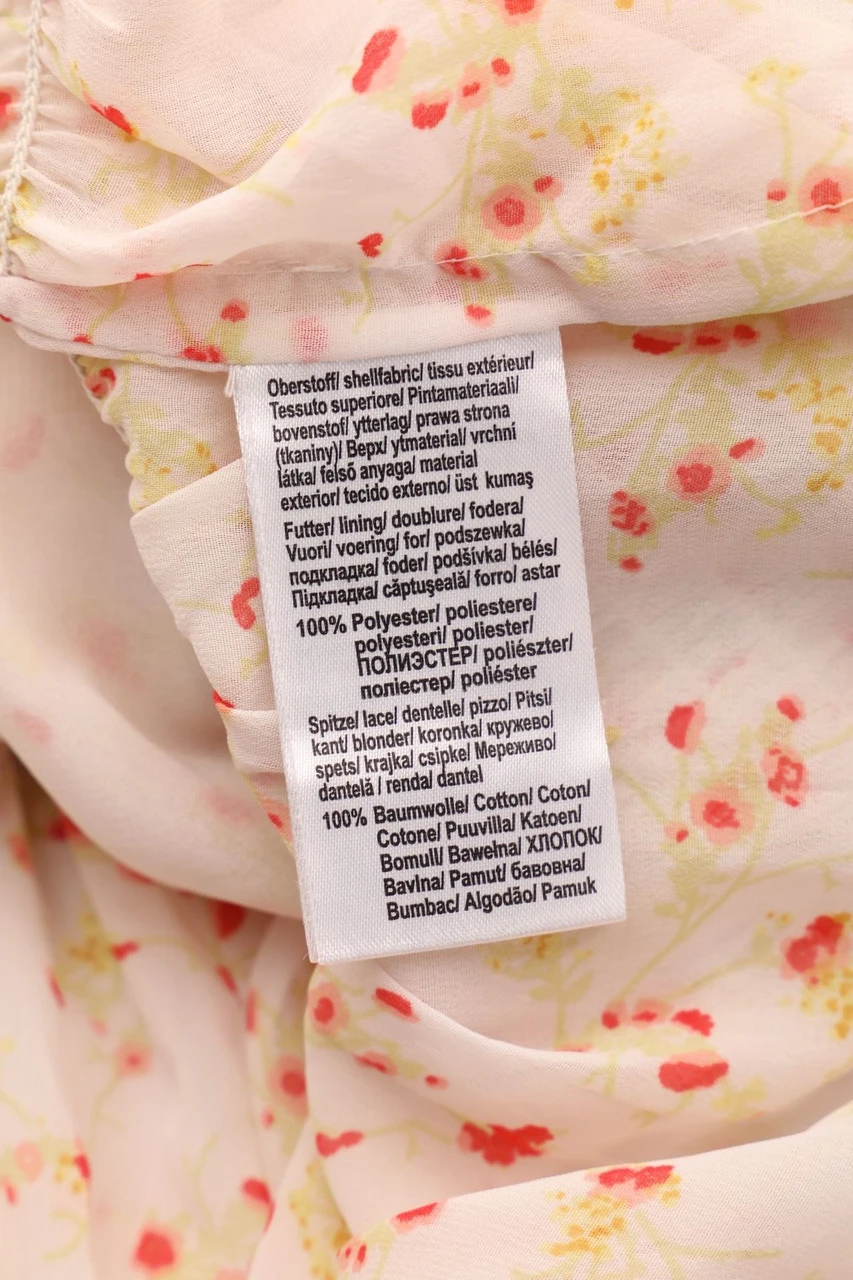 Oberstoff/ shellfabric/ tissu extérieur/
Tessuto superiore/ Pintamateriaali/
bovenstof/ ytterlag/ prawa strona
(tkaniny)/ Верх/ ytmaterial/ vrchní
látka/ felső anyaga/ material
exterior/ tecido externo/ üst kumaş
Futter/ lining/ doublure/ fodera/
Vuori/ voering/ for/ podszewka/
подкладка/ foder/ podšívka/ bélés/
Підкладка/ căptuşeală/ forro/ astar
100% Polyester/ poliestere/
polyesteri/ poliester/
ПОЛИЭСТЕР/ poliészter/
поліестер/ poliéster
Spitze/ lace/ dentelle/ pizzo/ Pitsi/
kant/ blonder/ koronka/ кружево/
spets/ krajka/ csipke/ Мереживо/
dantelă / renda/ dantel
100% Baumwolle/ Cotton/ Coton/
Cotone/ Puuvilla/ Katoen/
Bomull/ Bawełna/ ХЛОПОК/
Bavlna/ Pamut/ бавовна/
Bumbac/ Algodão/ Pamuk